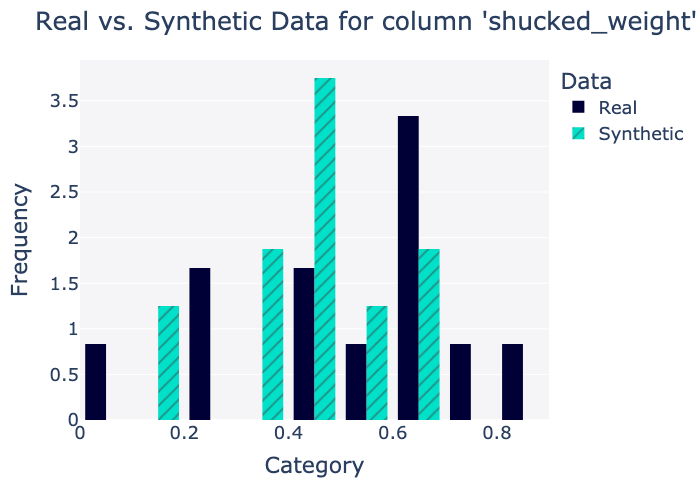 Real vs. Synthetic Data for column 'shucked_weight'
Data
Real
Synthetic
Frequency
3.5
3
2.5
2
1.5
1
0.5
0
0 0.2 0.4 0.6 0.8
Category